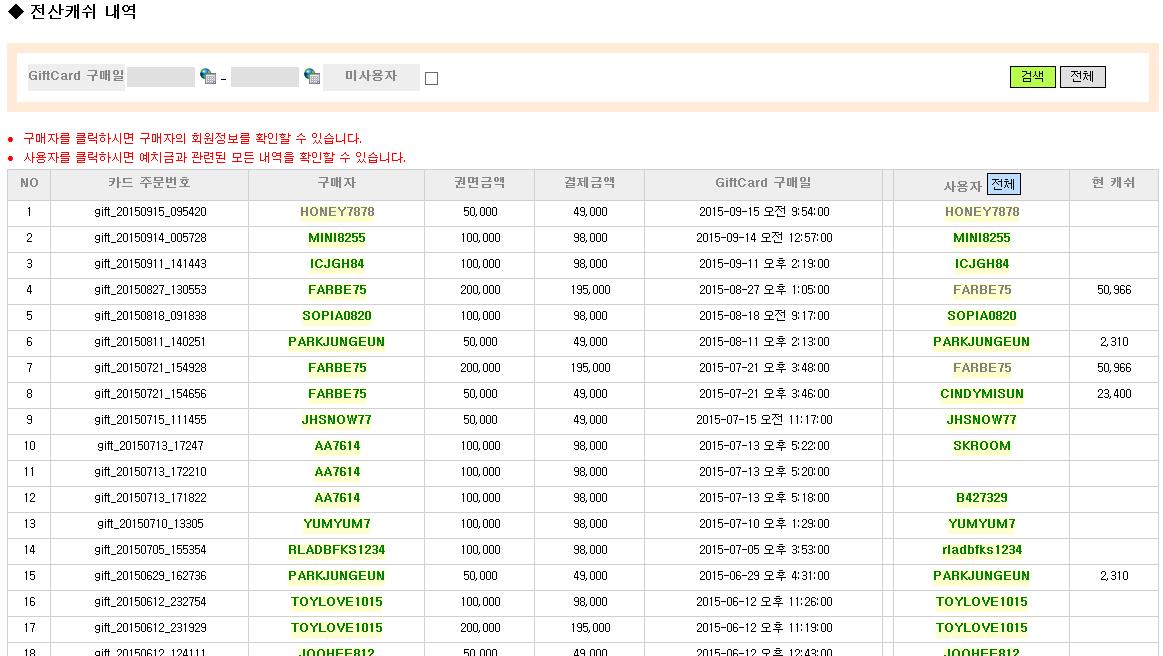 ◆ 전산캐쉬 내역
GiftCard 구매일 - 미사용자 검색 전체
• 구매자를 클릭하시면 구매자의 회원정보를 확인할 수 있습니다.
• 사용자를 클릭하시면 예치금과 관련된 모든 내역을 확인할 수 있습니다.
NO 카드 주문번호 구매자 권면금액 결제금액 GiftCard 구매일 사용자 전체 현 캐쉬
1 gift_20150915_095420 HONEY7878 50,000 49,000 2015-09-15 오전 9:54:00 HONEY7878
2 gift_20150914_005728 MINI8255 100,000 98,000 2015-09-14 오전 12:57:00 MINI8255
3 gift_20150911_141443 ICJGH84 100,000 98,000 2015-09-11 오후 2:19:00 ICJGH84
4 gift_20150827_130553 FARBE75 200,000 195,000 2015-08-27 오후 1:05:00 FARBE75 50,966
5 gift_20150818_091838 SOPIA0820 100,000 98,000 2015-08-18 오전 9:17:00 SOPIA0820
6 gift_20150811_140251 PARKJUNGEUN 50,000 49,000 2015-08-11 오후 2:13:00 PARKJUNGEUN 2,310
7 gift_20150721_154928 FARBE75 200,000 195,000 2015-07-21 오후 3:48:00 FARBE75 50,966
8 gift_20150721_154656 FARBE75 50,000 49,000 2015-07-21 오후 3:46:00 CINDYMISUN 23,400
9 gift_20150715_111455 JHSNOW77 50,000 49,000 2015-07-15 오전 11:17:00 JHSNOW77
10 gift_20150713_17247 AA7614 100,000 98,000 2015-07-13 오후 5:22:00 SKROOM
11 gift_20150713_172210 AA7614 100,000 98,000 2015-07-13 오후 5:20:00
12 gift_20150713_171822 AA7614 100,000 98,000 2015-07-13 오후 5:18:00 B427329
13 gift_20150710_13305 YUMYUM7 100,000 98,000 2015-07-10 오후 1:29:00 YUMYUM7
14 gift_20150705_155354 RLADBFKS1234 100,000 98,000 2015-07-05 오후 3:53:00 rladbfks1234
15 gift_20150629_162736 PARKJUNGEUN 50,000 49,000 2015-06-29 오후 4:31:00 PARKJUNGEUN 2,310
16 gift_20150612_232754 TOYLOVE1015 100,000 98,000 2015-06-12 오후 11:26:00 TOYLOVE1015
17 gift_20150612_231929 TOYLOVE1015 200,000 195,000 2015-06-12 오후 11:19:00 TOYLOVE1015
18 gift_20150612_124111 JOOHEE812 50,000 49,000 2015-06-12 오후 12:43:00 JOOHEE812